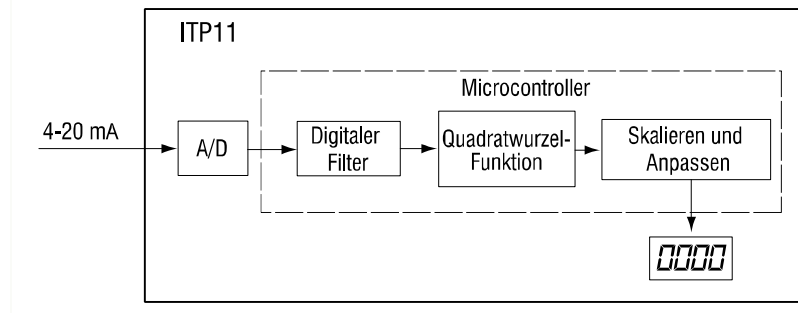 ITP11
Microcontroller
4-20 mA
A/D
Digitaler
Filter
Quadratwurzel-
Funktion
Skalieren und
Anpassen
0000